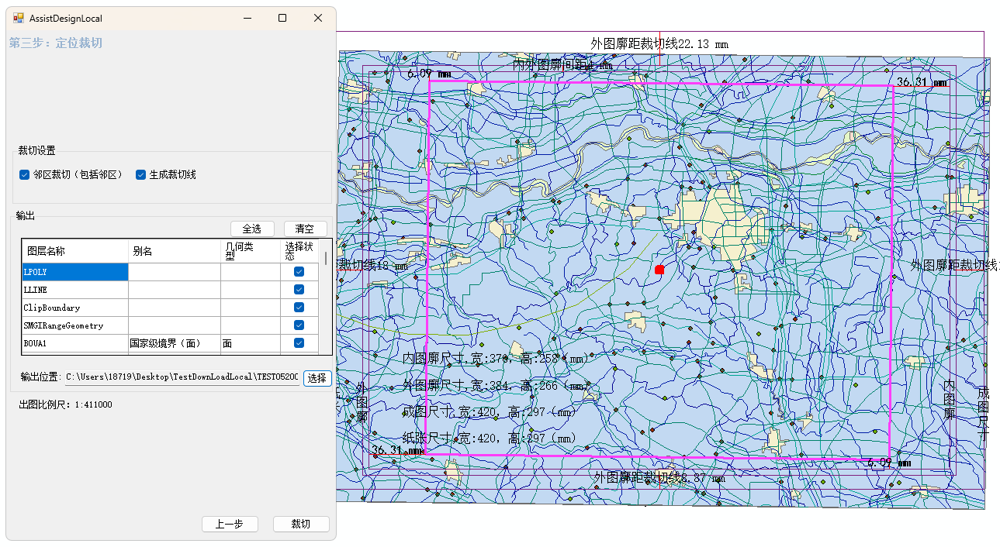 AssistDesignLocal
第三步：定位裁切
裁切设置
邻区裁切（包括邻区）
生成裁切线
输出
全选
清空
图层名称
别名
几何类型
选择状态
LPOLY
LLINE
ClipBoundary
SMGIRangeGeometry
BOUA1
国家级境界（面）
面
输出位置：
C:\Users\18719\Desktop\TestDownLoadLocal\TEST0520
选择
出图比例尺：1:411000
上一步
裁切
外图廓距裁切线22.13 mm
内外图廓间距4 mm
6.09 mm
36.31 mm
裁切线18 mm
外图廓距裁切线
内图廓尺寸,宽:376, 高:258（mm）
外图廓尺寸,宽:384, 高:266（mm）
成图尺寸,宽:420, 高:297（mm）
纸张尺寸,宽:420, 高:297（mm）
外图廓
内图廓
成图尺寸
36.31 mm
6.09 mm
外图廓距裁切线8.87 mm